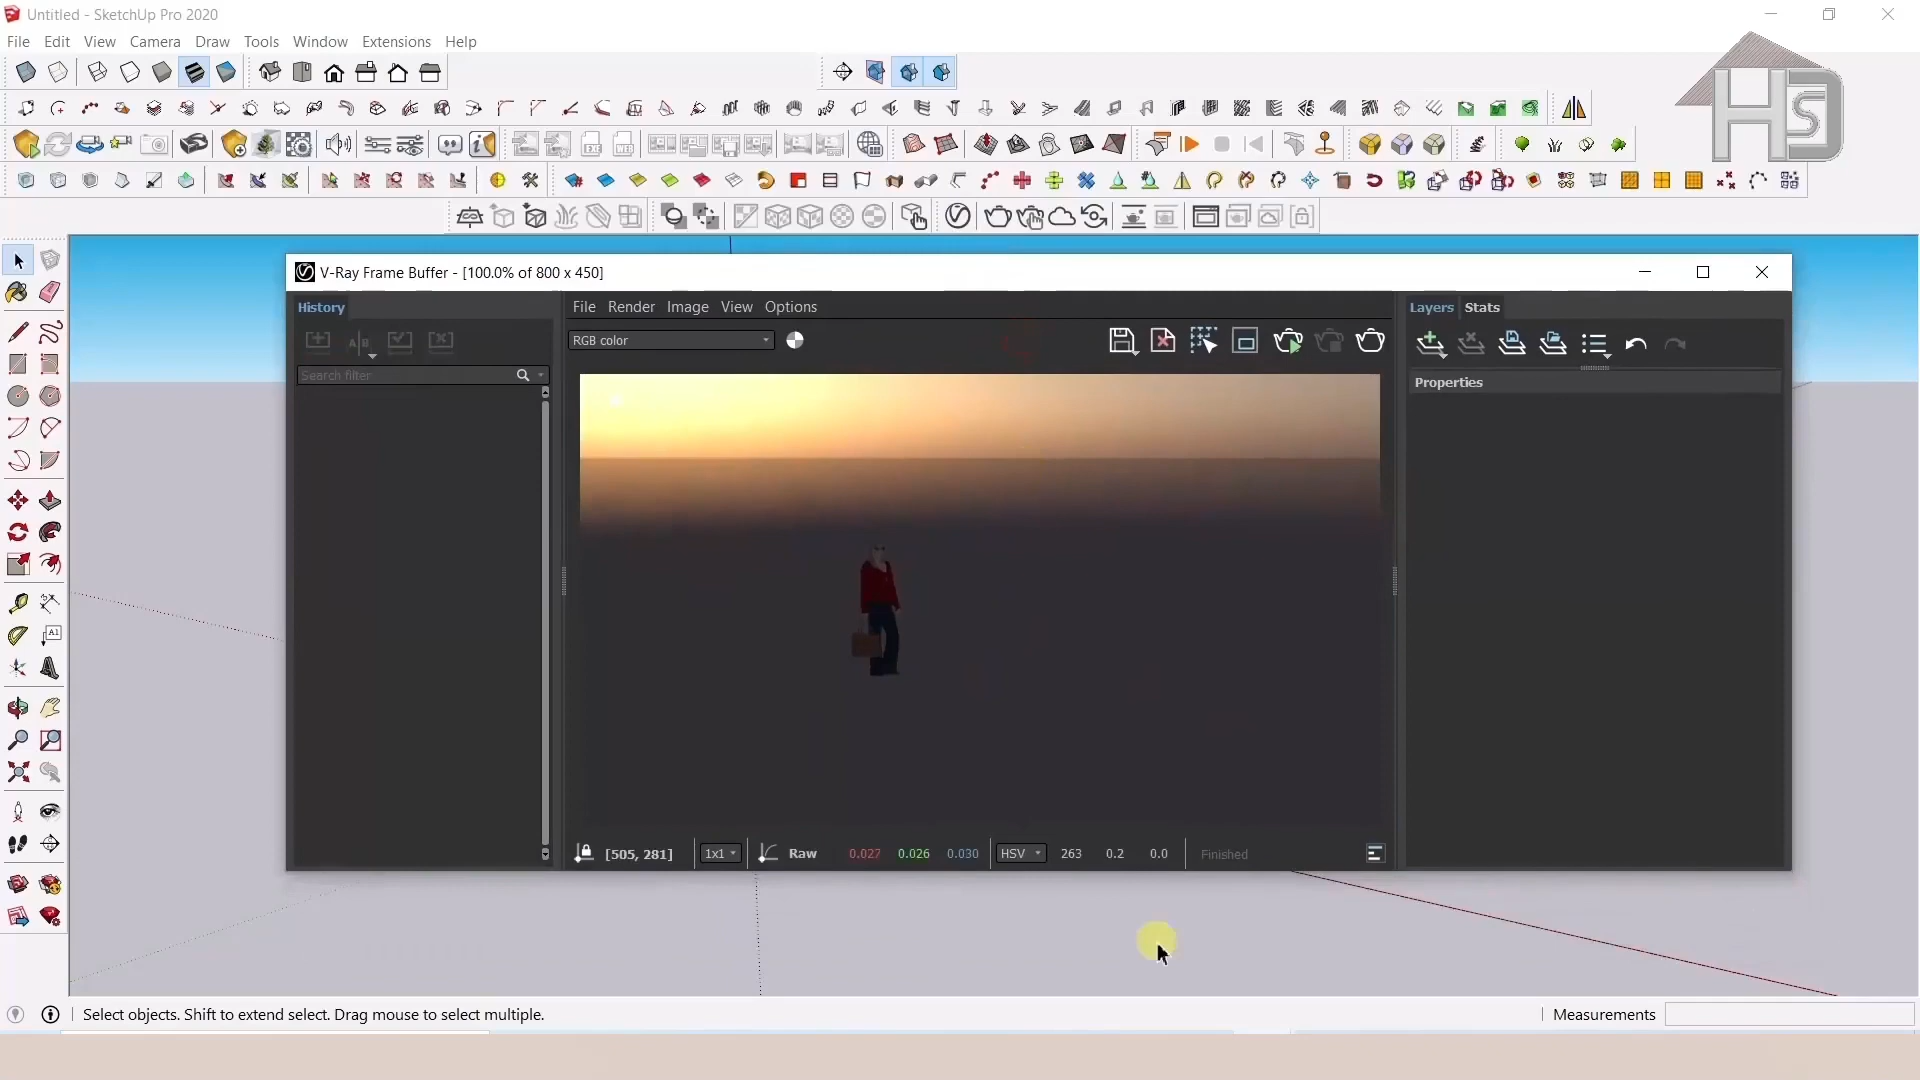 Untitled - SketchUp Pro 2020
File Edit View Camera Draw Tools Window Extensions Help
HSD
V-Ray Frame Buffer - [100.0% of 800 x 450]
History
File Render Image View Options
Layers Stats
RGB color
Search filter
Properties
[505, 281] 1x1 Raw 0.027 0.026 0.030 HSV 263 0.2 0.0 Finished
Select objects. Shift to extend select. Drag mouse to select multiple.
Measurements